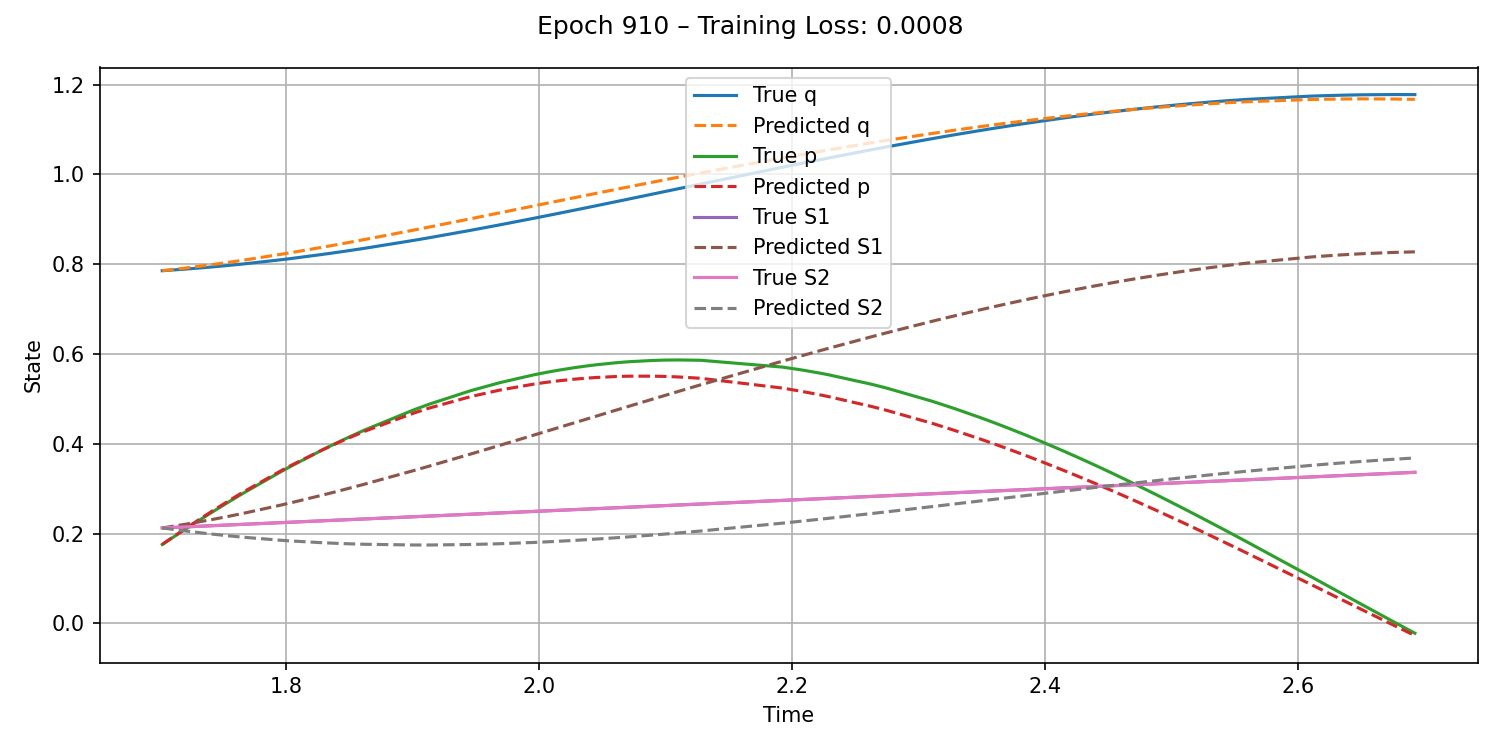 Epoch 910 – Training Loss: 0.0008
1.2
1.0
0.8
0.6
0.4
0.2
0.0
State
True q
Predicted q
True p
Predicted p
True S1
Predicted S1
True S2
Predicted S2
1.8
2.0
2.2
2.4
2.6
Time